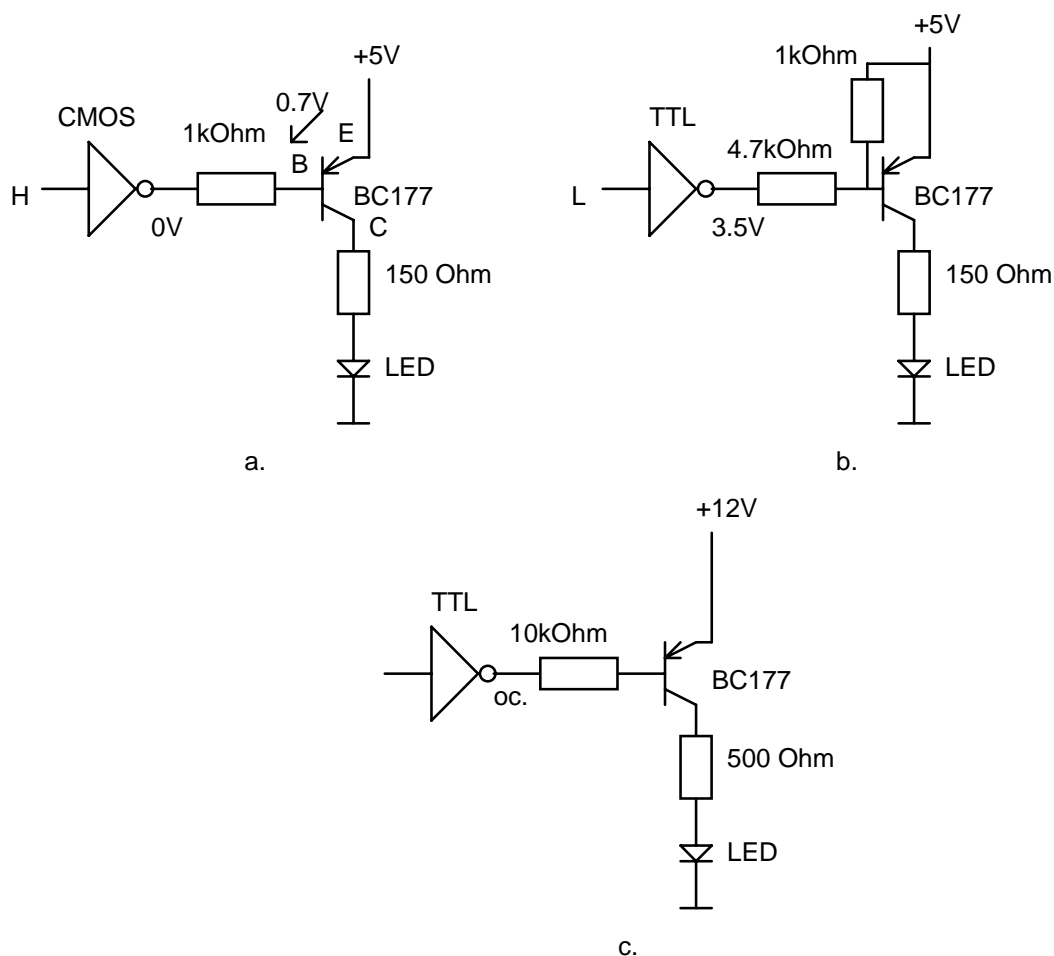 +5V
0.7V
CMOS
1kOhm
E
B
H
BC177
0V
C
150 Ohm
LED
a.
+5V
1kOhm
TTL
4.7kOhm
L
BC177
3.5V
150 Ohm
LED
b.
+12V
TTL
10kOhm
BC177
oc.
500 Ohm
LED
c.